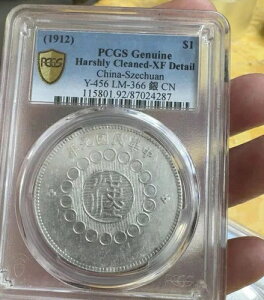 (1912) $1
PCGS Genuine
Harshly Cleaned-XF Detail
China-Szechuan
Y-456 LM-366 銀 CN
115801.92/87024287
PCGS
漢